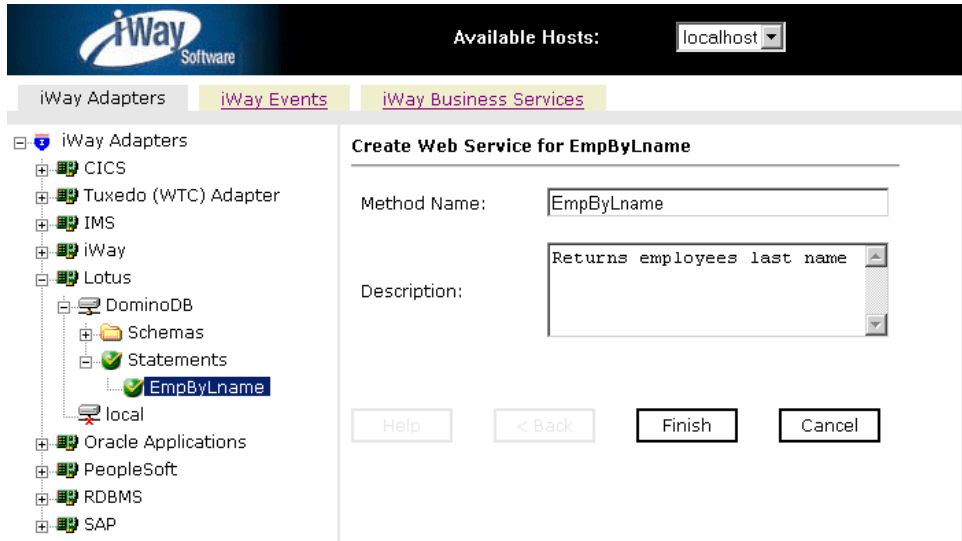 iWay
Software
Available Hosts:
localhost
iWay Adapters
iWay Events
iWay Business Services
iWay Adapters
CICS
Tuxedo (WTC) Adapter
IMS
iWay
Lotus
DominoDB
Schemas
Statements
EmpByLname
local
Oracle Applications
PeopleSoft
RDBMS
SAP
Create Web Service for EmpByLname
Method Name:
EmpByLname
Description:
Returns employees last name
Help
< Back
Finish
Cancel